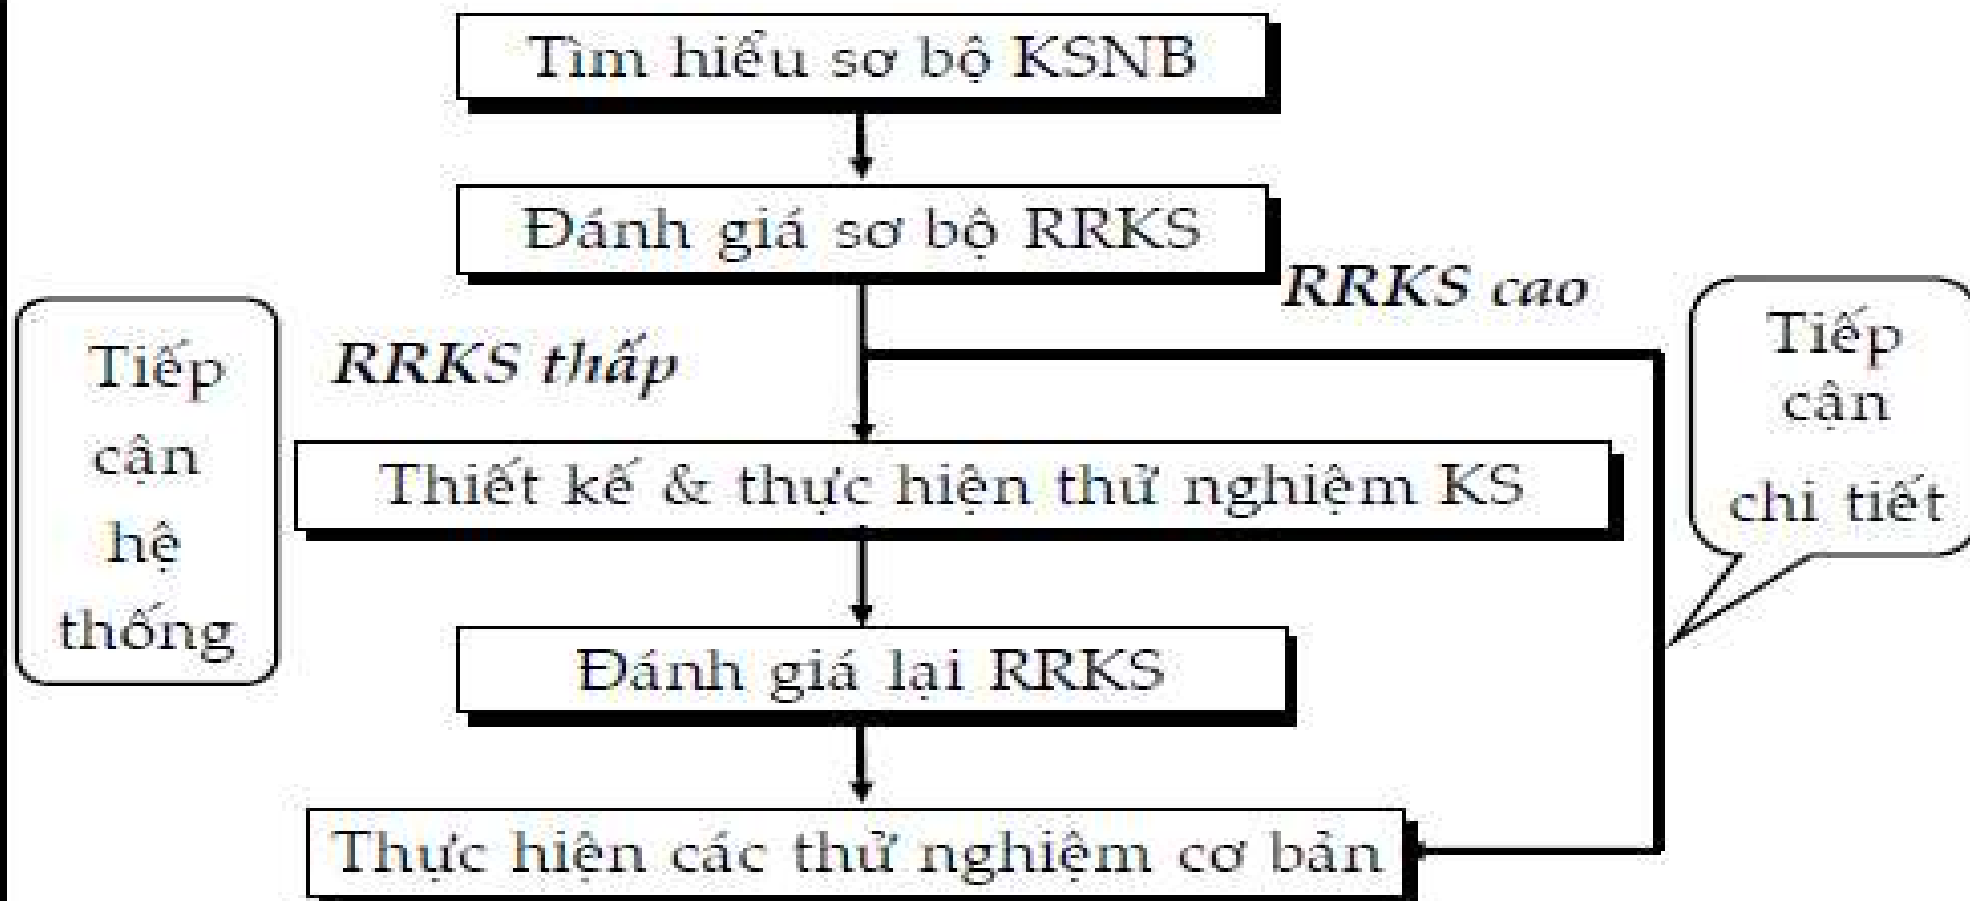 Tìm hiểu sơ bộ KSNB
Đánh giá sơ bộ RRKS
RRKS cao
RRKS thấp
Tiếp
cận
hệ
thống
Tiếp
cận
chi tiết
Thiết kế & thực hiện thử nghiệm KS
Đánh giá lại RRKS
Thực hiện các thử nghiệm cơ bản